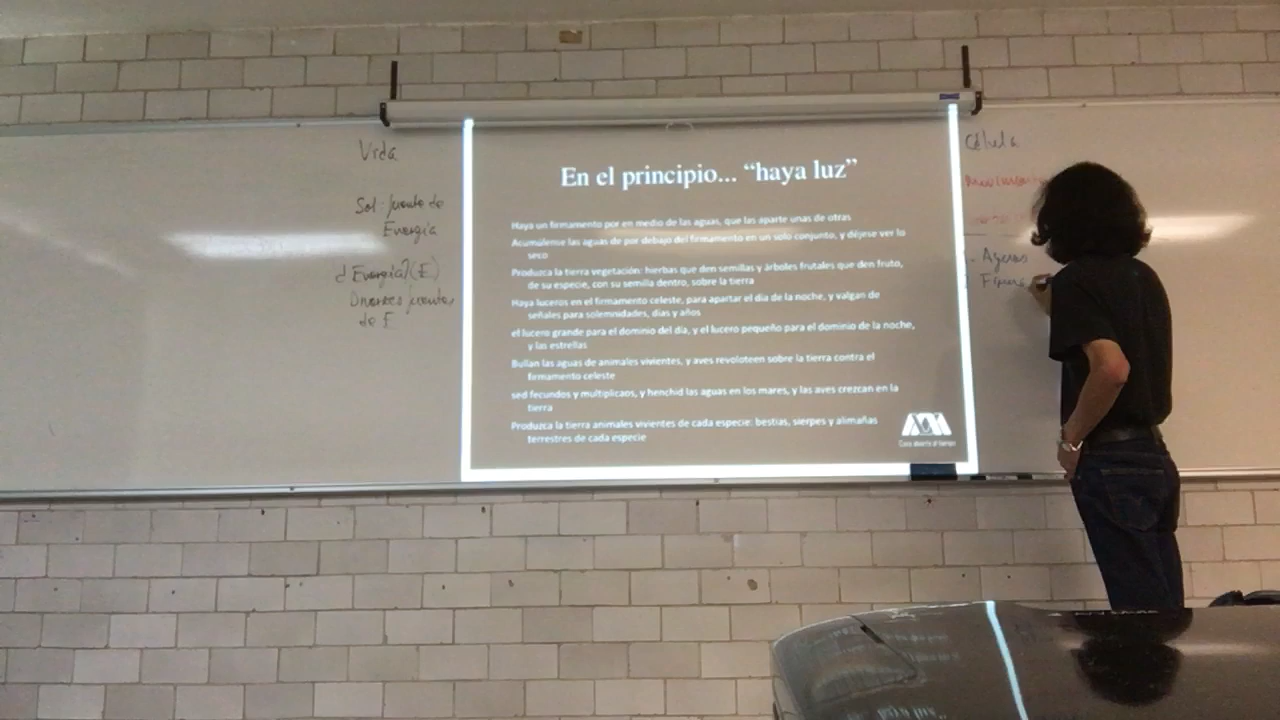 Vida
Sol: fuente de
Energía
¿Energía? (E)
Diversas fuentes
de E
En el principio... “haya luz”
Haya un firmamento por en medio de las aguas, que las aparte unas de otras
Acumúlense las aguas de por debajo del firmamento en un solo conjunto, y déjese ver lo
seco
Produzca la tierra vegetación: hierbas que den semillas y árboles frutales que den fruto,
de su especie, con su semilla dentro, sobre la tierra
Haya luceros en el firmamento celeste, para apartar el día de la noche, y valgan de
señales para solemnidades, días y años
el lucero grande para el dominio del día, y el lucero pequeño para el dominio de la noche,
y las estrellas
Bullan las aguas de animales vivientes, y aves revoloteen sobre la tierra contra el
firmamento celeste
sed fecundos y multiplicaos, y henchid las aguas en los mares, y las aves crezcan en la
tierra
Produzca la tierra animales vivientes de cada especie: bestias, sierpes y alimañas
terrestres de cada especie
Casa abierta al tiempo
Célula